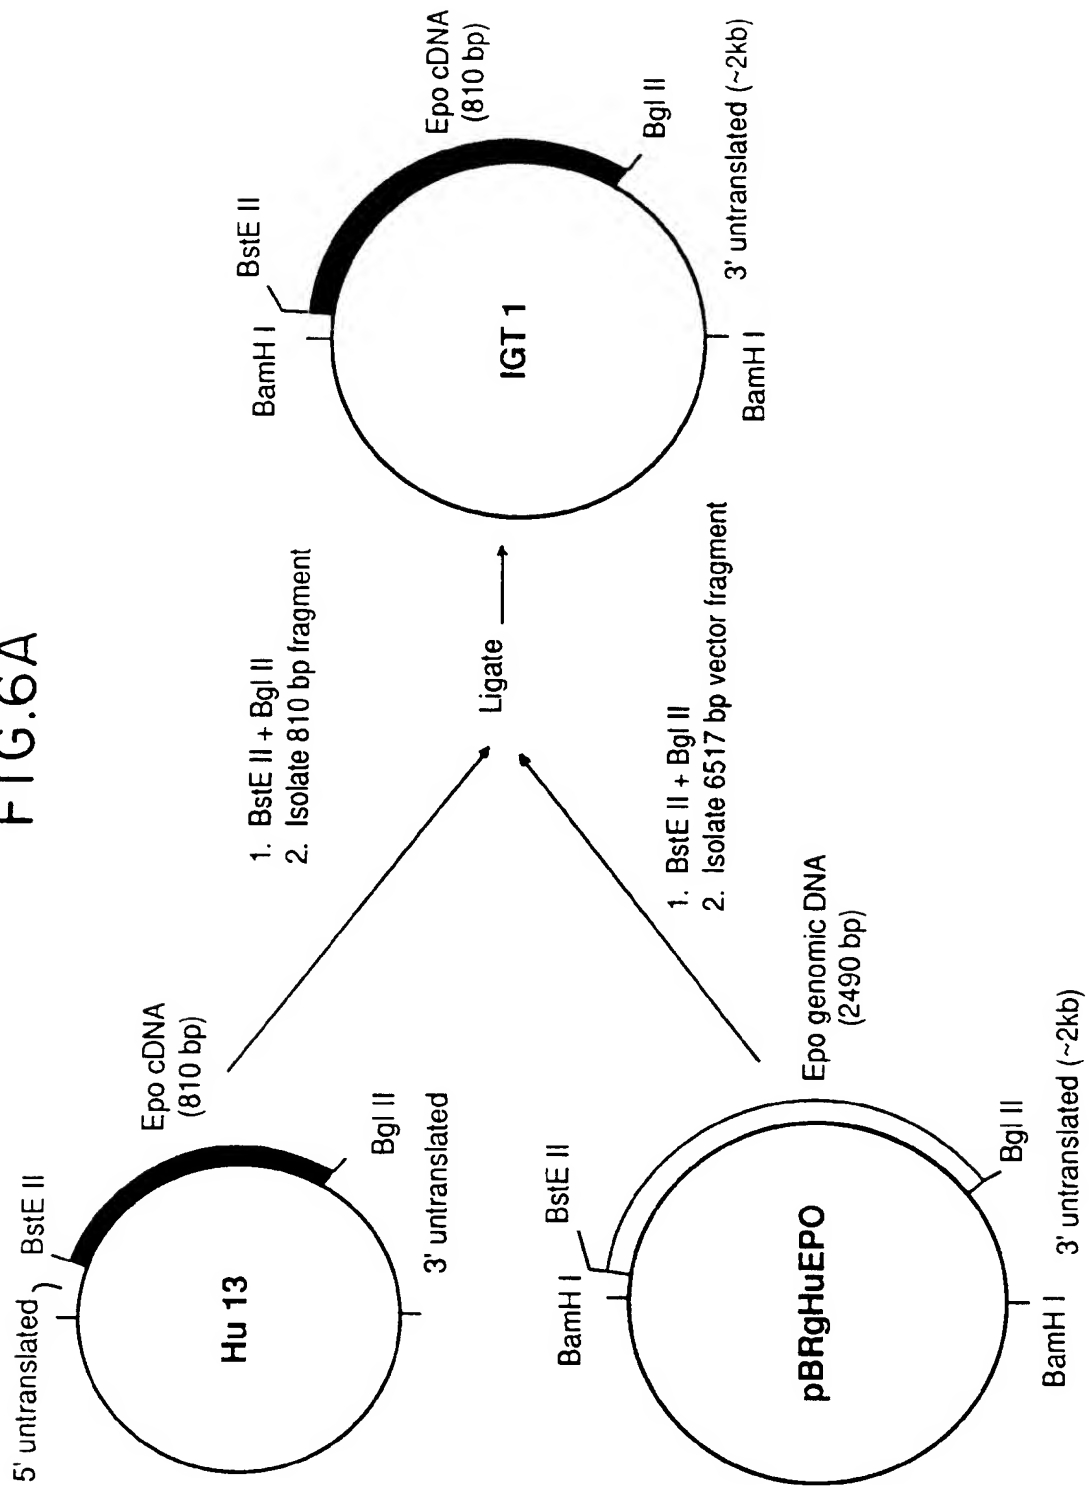 FIG.6A
5' untranslated
BstE II
Epo cDNA
(810 bp)
Hu 13
Bgl II
3' untranslated
1. BstE II + Bgl II
2. Isolate 810 bp fragment
BamH I
BstE II
pBRgHuEPO
Epo genomic DNA
(2490 bp)
Bgl II
BamH I
3' untranslated (~2kb)
1. BstE II + Bgl II
2. Isolate 6517 bp vector fragment
Ligate
BamH I
BstE II
Epo cDNA
(810 bp)
IGT 1
Bgl II
BamH I
3' untranslated (~2kb)